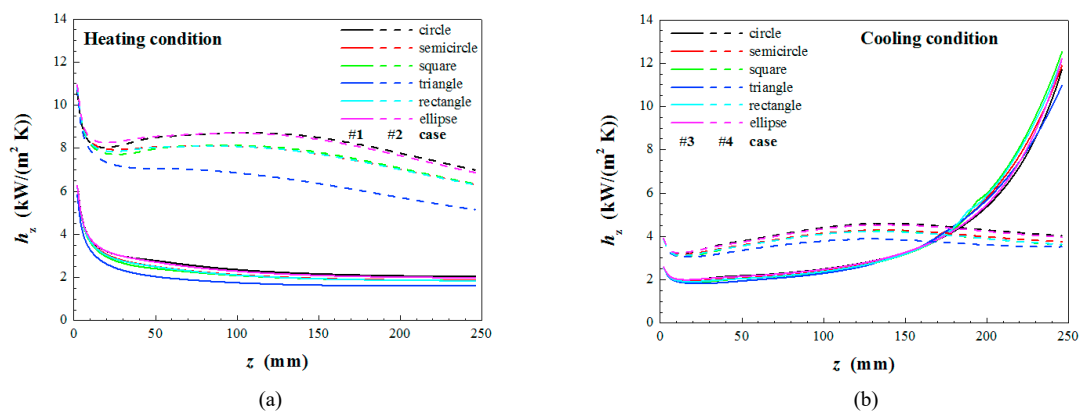 14
12
10
8
6
4
2
0
h_z (kW/(m² K))
Heating condition
circle
semicircle
square
triangle
rectangle
ellipse
#1 #2 case
0 50 100 150 200 250
z (mm)
(a)
14
12
10
8
6
4
2
0
h_z (kW/(m² K))
Cooling condition
circle
semicircle
square
triangle
rectangle
ellipse
#3 #4 case
0 50 100 150 200 250
z (mm)
(b)